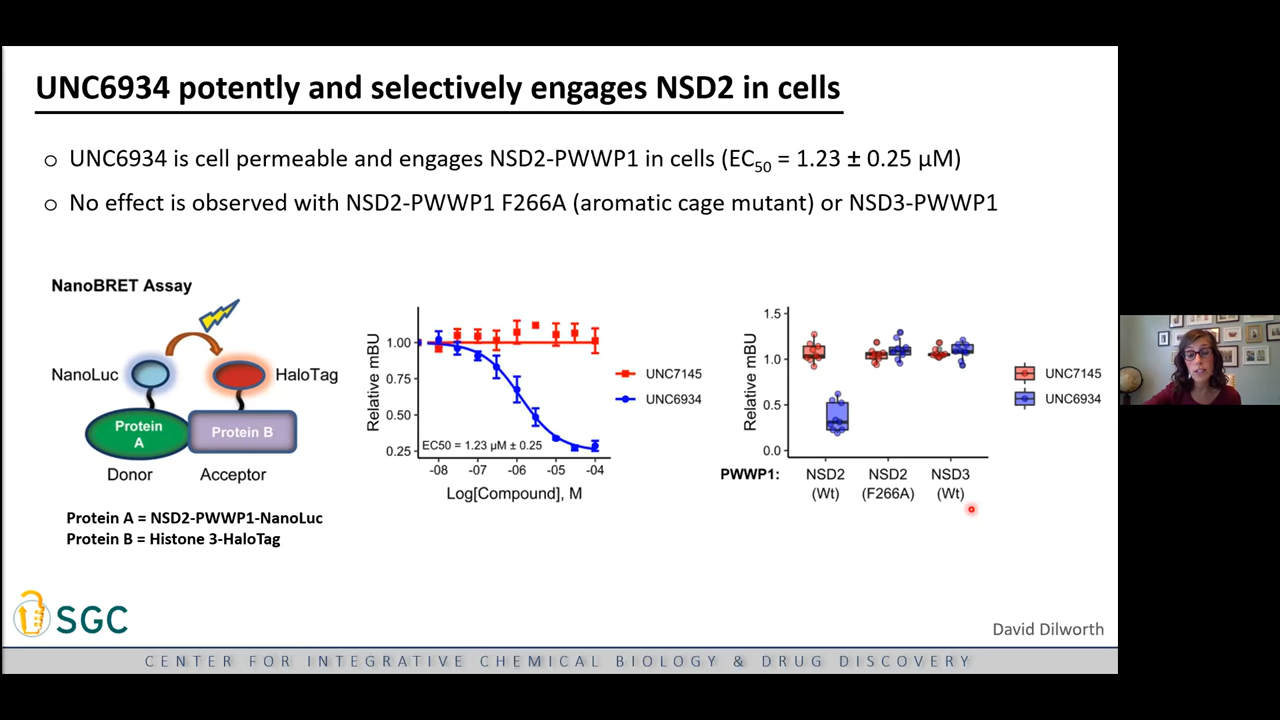 UNC6934 potently and selectively engages NSD2 in cells
○ UNC6934 is cell permeable and engages NSD2-PWWP1 in cells (EC50 = 1.23 ± 0.25 µM)
○ No effect is observed with NSD2-PWWP1 F266A (aromatic cage mutant) or NSD3-PWWP1
NanoBRET Assay
NanoLuc
HaloTag
Protein
A
Protein B
Donor
Acceptor
Protein A = NSD2-PWWP1-NanoLuc
Protein B = Histone 3-HaloTag
Relative mBU
1.00
0.75
0.50
0.25
EC50 = 1.23 µM ± 0.25
-08 -07 -06 -05 -04
Log[Compound], M
UNC7145
UNC6934
Relative mBU
1.5
1.0
0.5
0.0
PWWP1:
NSD2
(Wt)
NSD2
(F266A)
NSD3
(Wt)
UNC7145
UNC6934
SGC
David Dilworth
CENTER FOR INTEGRATIVE CHEMICAL BIOLOGY & DRUG DISCOVERY